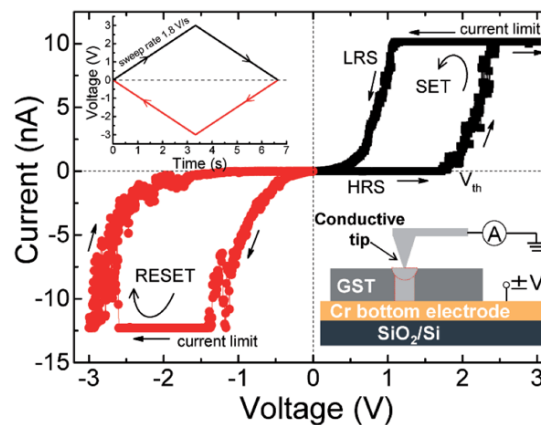 sweep rate 1.8 V/s
Voltage (V)
3
2
1
0
-1
-2
-3
0 1 2 3 4 5 6 7
Time (s)
current limit
LRS
SET
HRS
V_th
RESET
current limit
Conductive
tip
A
GST
±V
Cr bottom electrode
SiO₂/Si
Current (nA)
10
5
0
-5
-10
-12.5
-3 -2 -1 0 1 2 3
Voltage (V)